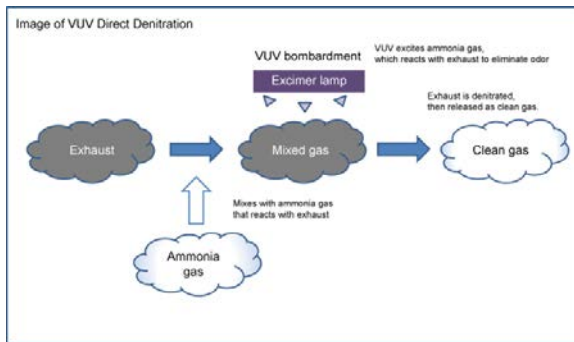 Image of VUV Direct Denitration
VUV bombardment
VUV excites ammonia gas,
which reacts with exhaust to eliminate odor
Excimer lamp
Exhaust is denitrated,
then released as clean gas.
Exhaust
Mixed gas
Clean gas
Mixes with ammonia gas
that reacts with exhaust
Ammonia
gas